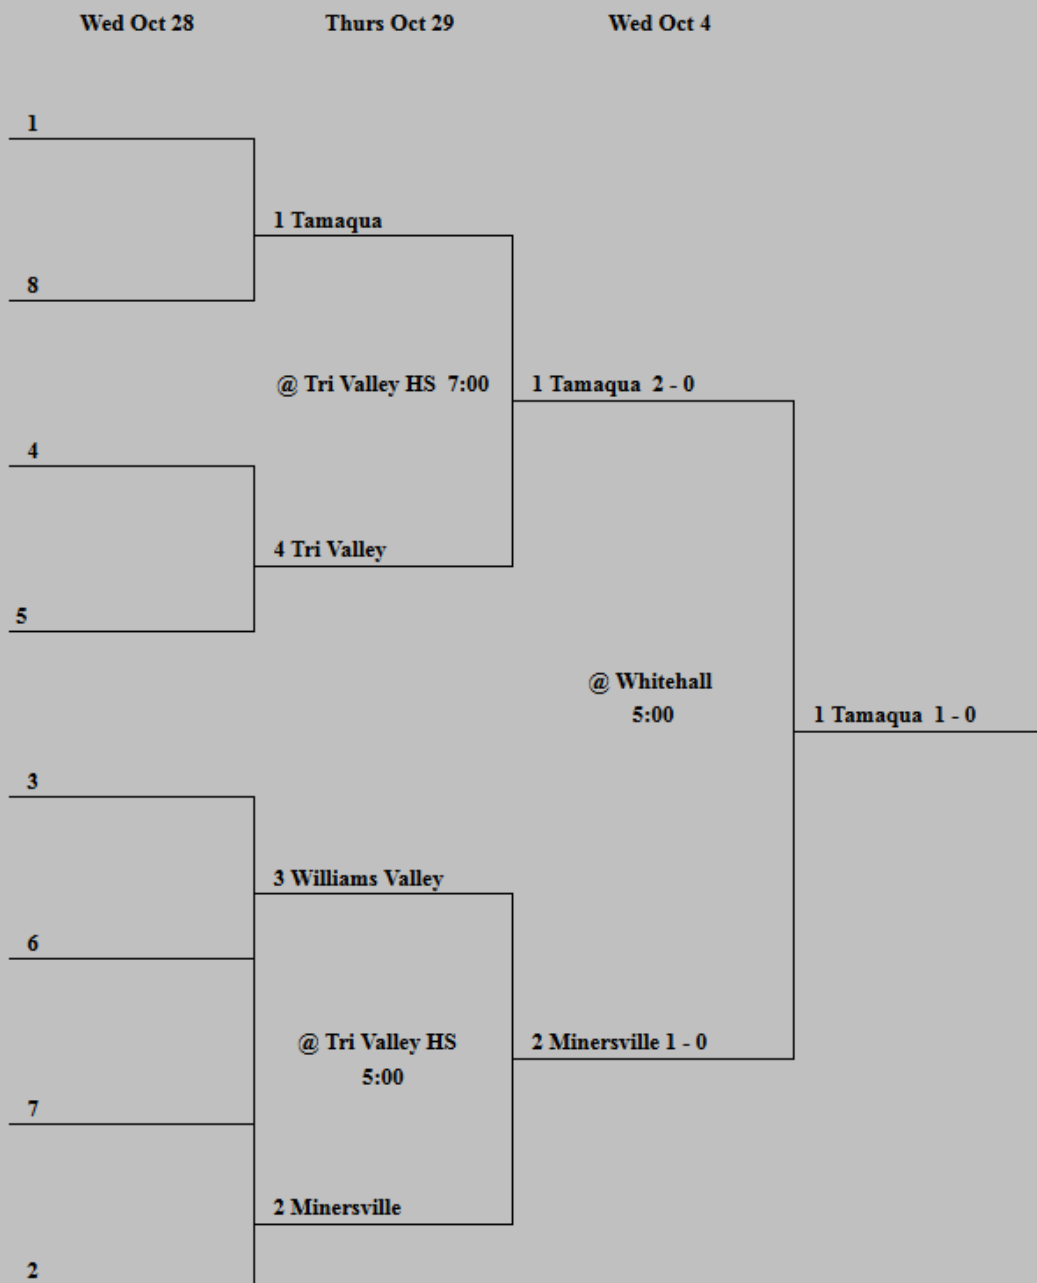 Wed Oct 28 Thurs Oct 29 Wed Oct 4
1
1 Tamaqua
8
@ Tri Valley HS 7:00 1 Tamaqua 2 - 0
4
4 Tri Valley
5
@ Whitehall
5:00 1 Tamaqua 1 - 0
3
3 Williams Valley
6
@ Tri Valley HS 2 Minersville 1 - 0
5:00
7
2 Minersville
2